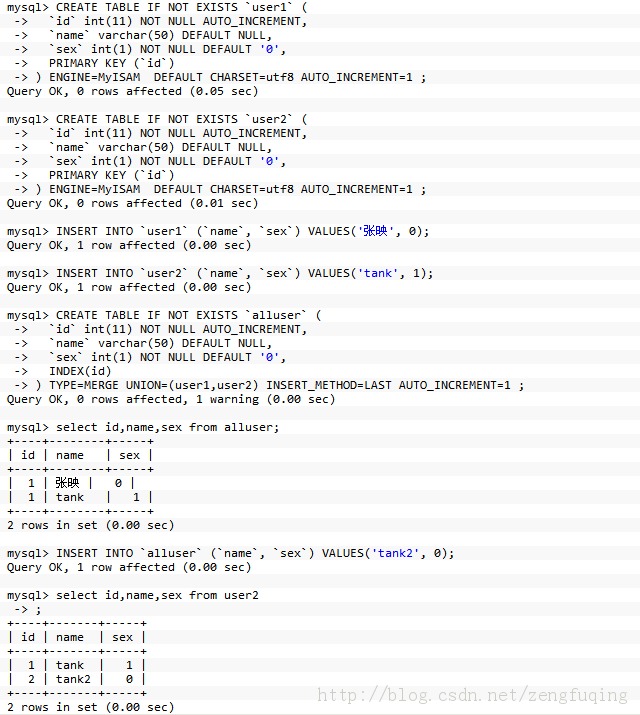 mysql> CREATE TABLE IF NOT EXISTS `user1` (
 ->   `id` int(11) NOT NULL AUTO_INCREMENT,
 ->   `name` varchar(50) DEFAULT NULL,
 ->   `sex` int(1) NOT NULL DEFAULT '0',
 ->   PRIMARY KEY (`id`)
 -> ) ENGINE=MyISAM  DEFAULT CHARSET=utf8 AUTO_INCREMENT=1 ;
Query OK, 0 rows affected (0.05 sec)

mysql> CREATE TABLE IF NOT EXISTS `user2` (
 ->   `id` int(11) NOT NULL AUTO_INCREMENT,
 ->   `name` varchar(50) DEFAULT NULL,
 ->   `sex` int(1) NOT NULL DEFAULT '0',
 ->   PRIMARY KEY (`id`)
 -> ) ENGINE=MyISAM  DEFAULT CHARSET=utf8 AUTO_INCREMENT=1 ;
Query OK, 0 rows affected (0.01 sec)

mysql> INSERT INTO `user1` (`name`, `sex`) VALUES('张映', 0);
Query OK, 1 row affected (0.00 sec)

mysql> INSERT INTO `user2` (`name`, `sex`) VALUES('tank', 1);
Query OK, 1 row affected (0.00 sec)

mysql> CREATE TABLE IF NOT EXISTS `alluser` (
 ->   `id` int(11) NOT NULL AUTO_INCREMENT,
 ->   `name` varchar(50) DEFAULT NULL,
 ->   `sex` int(1) NOT NULL DEFAULT '0',
 ->   INDEX(id)
 -> ) TYPE=MERGE UNION=(user1,user2) INSERT_METHOD=LAST AUTO_INCREMENT=1 ;
Query OK, 0 rows affected, 1 warning (0.00 sec)

mysql> select id,name,sex from alluser;
+----+--------+-----+
| id | name   | sex |
+----+--------+-----+
|  1 | 张映 |   0 |
|  1 | tank   |   1 |
+----+--------+-----+
2 rows in set (0.00 sec)

mysql> INSERT INTO `alluser` (`name`, `sex`) VALUES('tank2', 0);
Query OK, 1 row affected (0.00 sec)

mysql> select id,name,sex from user2
 -> ;
+----+-------+-----+
| id | name  | sex |
+----+-------+-----+
|  1 | tank  |   1 |
|  2 | tank2 |   0 |
+----+-------+-----+
2 rows in set (0.00 sec)
http://blog.csdn.net/zengfuqing